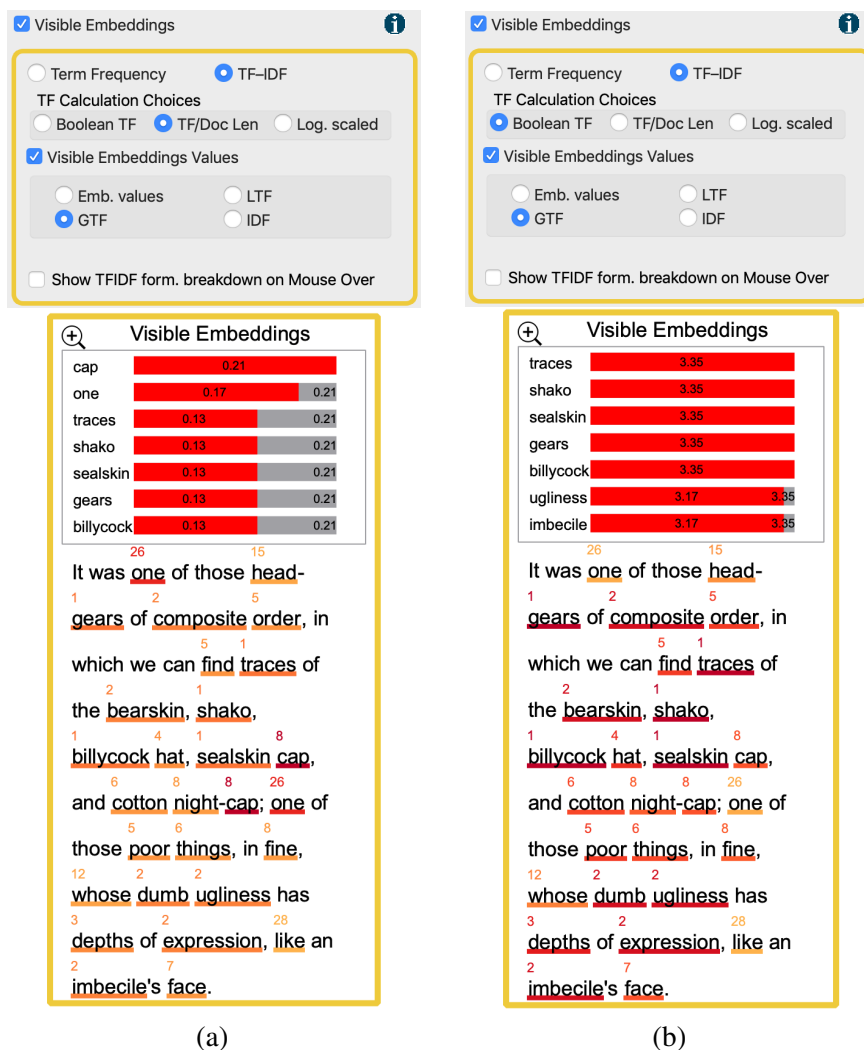 Visible Embeddings
Term Frequency TF–IDF
TF Calculation Choices
Boolean TF TF/Doc Len Log. scaled
Visible Embeddings Values
Emb. values LTF
GTF IDF
Show TFIDF form. breakdown on Mouse Over
Visible Embeddings
cap 0.21
one 0.17 0.21
traces 0.13 0.21
shako 0.13 0.21
sealskin 0.13 0.21
gears 0.13 0.21
billycock 0.13 0.21
26 15
It was one of those head-
1 2 5
gears of composite order, in
5 1
which we can find traces of
2 1
the bearskin, shako,
1 4 1 8
billycock hat, sealskin cap,
6 8 8 26
and cotton night-cap; one of
5 6 8
those poor things, in fine,
12 2 2
whose dumb ugliness has
3 2 28
depths of expression, like an
2 7
imbecile's face.
(a)
Visible Embeddings
Term Frequency TF–IDF
TF Calculation Choices
Boolean TF TF/Doc Len Log. scaled
Visible Embeddings Values
Emb. values LTF
GTF IDF
Show TFIDF form. breakdown on Mouse Over
Visible Embeddings
traces 3.35
shako 3.35
sealskin 3.35
gears 3.35
billycock 3.35
ugliness 3.17 3.35
imbecile 3.17 3.35
26 15
It was one of those head-
1 2 5
gears of composite order, in
5 1
which we can find traces of
2 1
the bearskin, shako,
1 4 1 8
billycock hat, sealskin cap,
6 8 8 26
and cotton night-cap; one of
5 6 8
those poor things, in fine,
12 2 2
whose dumb ugliness has
3 2 28
depths of expression, like an
2 7
imbecile's face.
(b)